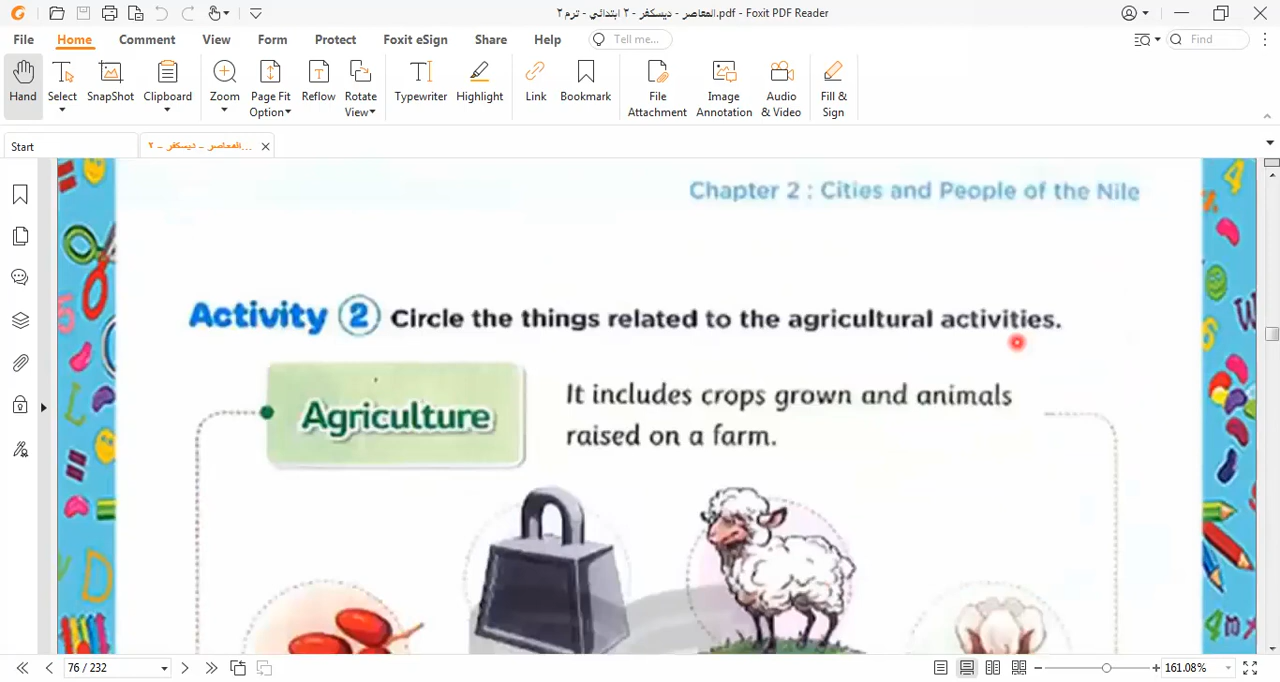 المعاصر - ديسكفر - ٢ ابتدائي - ترم٢.pdf - Foxit PDF Reader
File Home Comment View Form Protect Foxit eSign Share Help Tell me... Find
Hand Select SnapShot Clipboard Zoom Page Fit Option Reflow Rotate View Typewriter Highlight Link Bookmark File Attachment Image Annotation Audio & Video Fill & Sign
Start المعاصر - ديسكفر - ٢...
Chapter 2 : Cities and People of the Nile
Activity 2 Circle the things related to the agricultural activities.
Agriculture
It includes crops grown and animals
raised on a farm.
76 / 232 161.08%